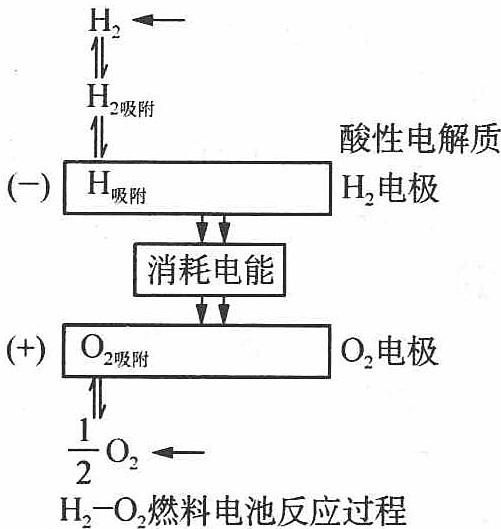 H₂
H₂吸附
酸性电解质
(−) H吸附 H₂电极
消耗电能
(+) O₂吸附 O₂电极
1/2 O₂
H₂−O₂燃料电池反应过程